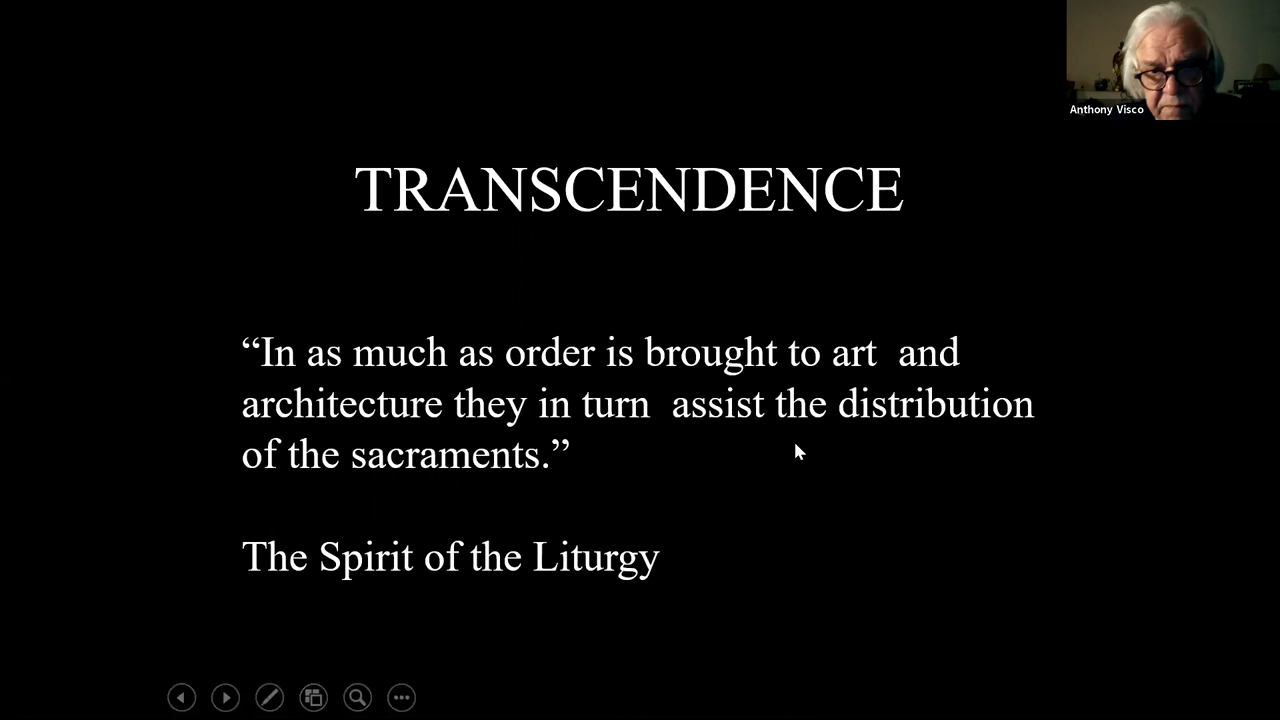 Anthony Visco
TRANSCENDENCE
“In as much as order is brought to art  and
architecture they in turn  assist the distribution
of the sacraments.”
The Spirit of the Liturgy